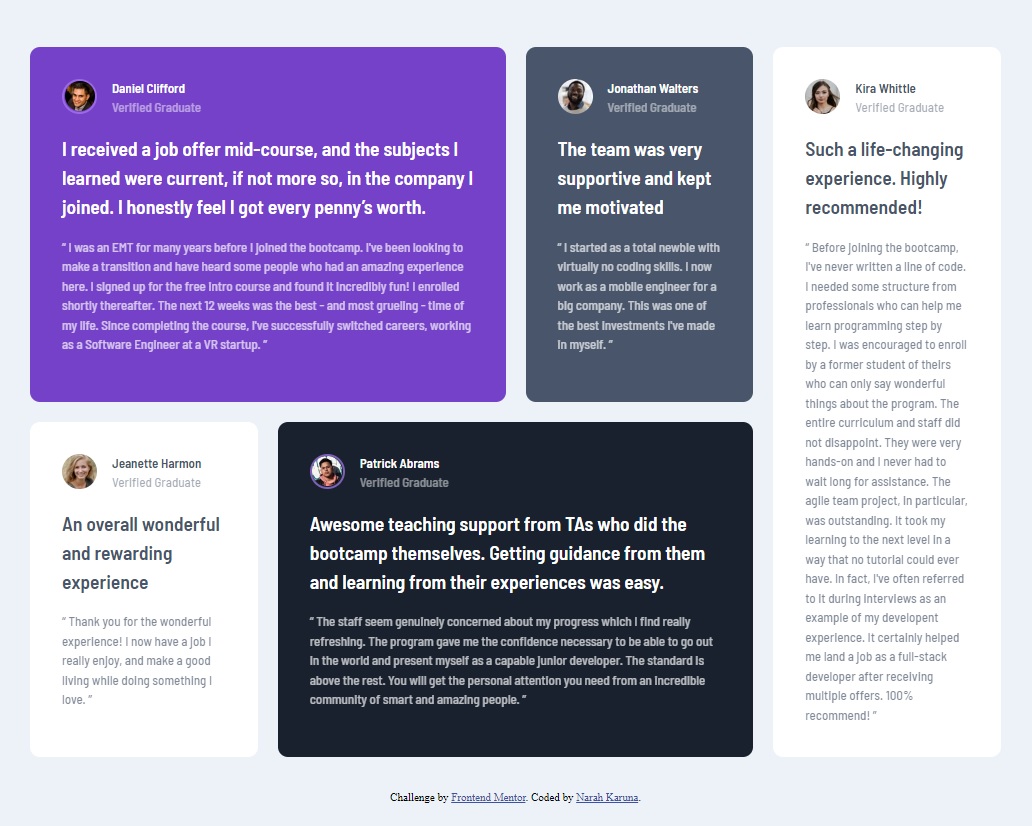 Daniel Clifford
Verified Graduate
I received a job offer mid-course, and the subjects I
learned were current, if not more so, in the company I
joined. I honestly feel I got every penny’s worth.
“ I was an EMT for many years before I joined the bootcamp. I've been looking to
make a transition and have heard some people who had an amazing experience
here. I signed up for the free intro course and found it incredibly fun! I enrolled
shortly thereafter. The next 12 weeks was the best - and most grueling - time of
my life. Since completing the course, I've successfully switched careers, working
as a Software Engineer at a VR startup. ”
Jonathan Walters
Verified Graduate
The team was very
supportive and kept
me motivated
“ I started as a total newbie with
virtually no coding skills. I now
work as a mobile engineer for a
big company. This was one of
the best investments I've made
in myself. ”
Kira Whittle
Verified Graduate
Such a life-changing
experience. Highly
recommended!
“ Before joining the bootcamp,
I've never written a line of code.
I needed some structure from
professionals who can help me
learn programming step by
step. I was encouraged to enroll
by a former student of theirs
who can only say wonderful
things about the program. The
entire curriculum and staff did
not disappoint. They were very
hands-on and I never had to
wait long for assistance. The
agile team project, in particular,
was outstanding. It took my
learning to the next level in a
way that no tutorial could ever
have. In fact, I've often referred
to it during interviews as an
example of my developent
experience. It certainly helped
me land a job as a full-stack
developer after receiving
multiple offers. 100%
recommend! ”
Jeanette Harmon
Verified Graduate
An overall wonderful
and rewarding
experience
“ Thank you for the wonderful
experience! I now have a job I
really enjoy, and make a good
living while doing something I
love. ”
Patrick Abrams
Verified Graduate
Awesome teaching support from TAs who did the
bootcamp themselves. Getting guidance from them
and learning from their experiences was easy.
“ The staff seem genuinely concerned about my progress which I find really
refreshing. The program gave me the confidence necessary to be able to go out
in the world and present myself as a capable junior developer. The standard is
above the rest. You will get the personal attention you need from an incredible
community of smart and amazing people. ”
Challenge by Frontend Mentor. Coded by Narah Karuna.